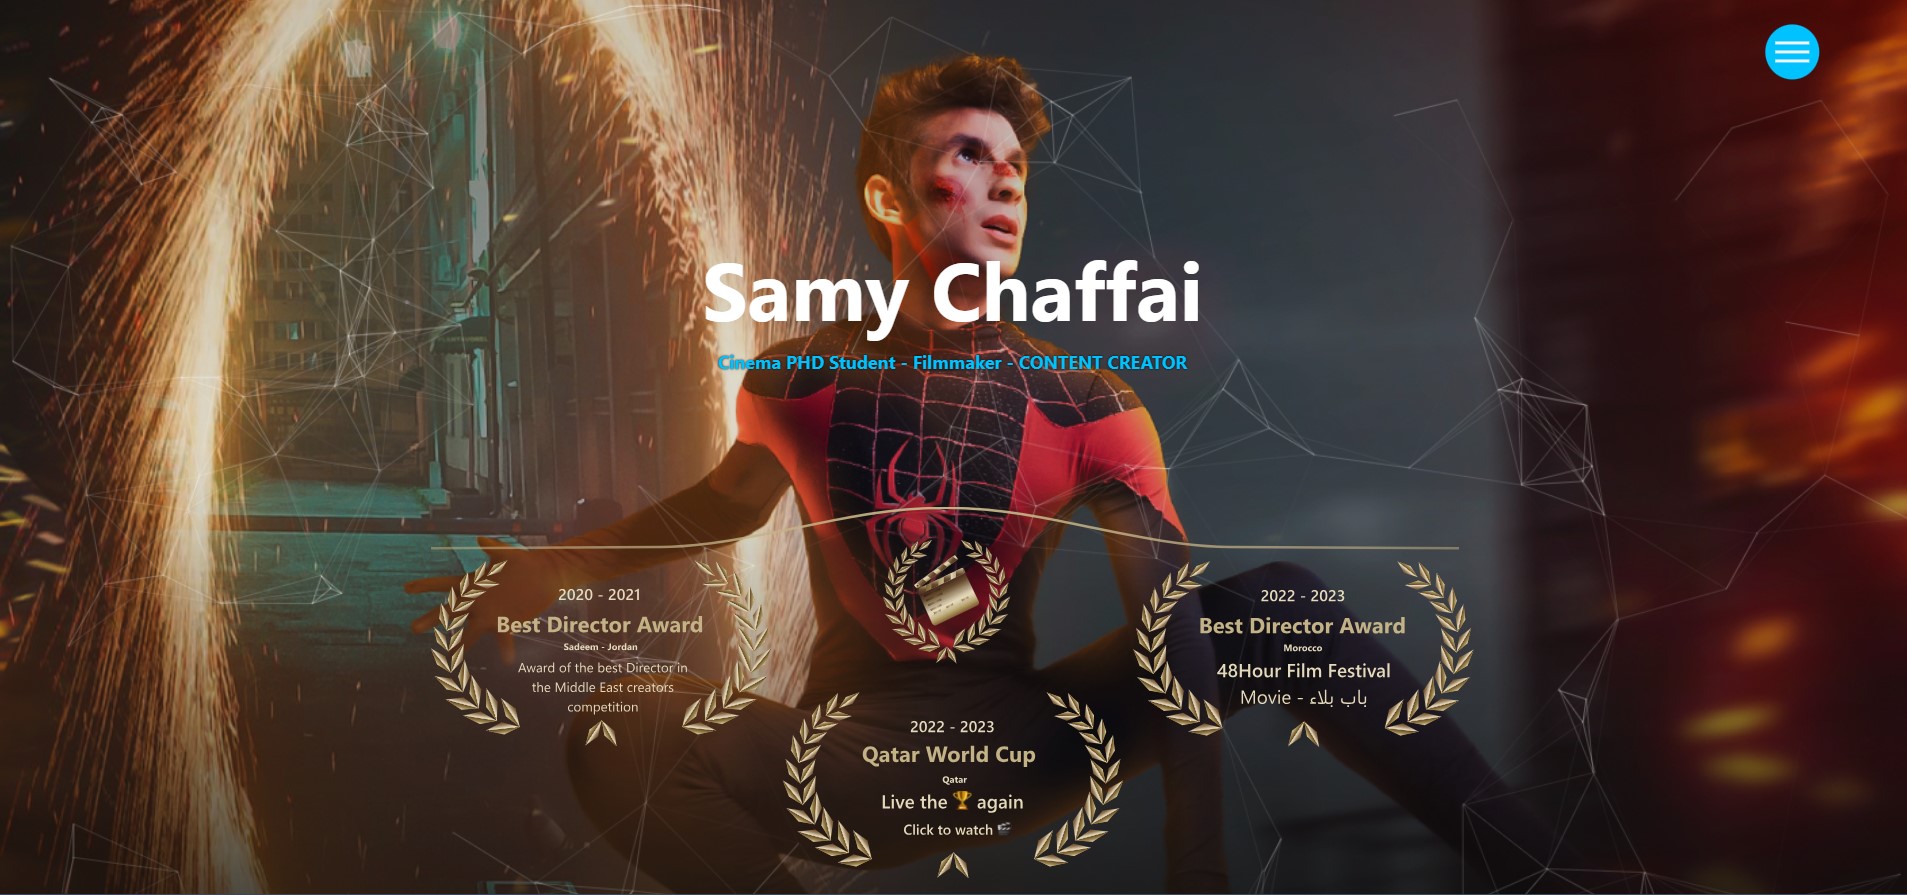 Samy Chaffai
Cinema PHD Student - Filmmaker - CONTENT CREATOR
2020 - 2021
Best Director Award
Sadeem - Jordan
Award of the best Director in
the Middle East creators
competition
2022 - 2023
Qatar World Cup
Qatar
Live the 🏆 again
Click to watch 🎬
2022 - 2023
Best Director Award
Morocco
48Hour Film Festival
Movie - باب بلاء